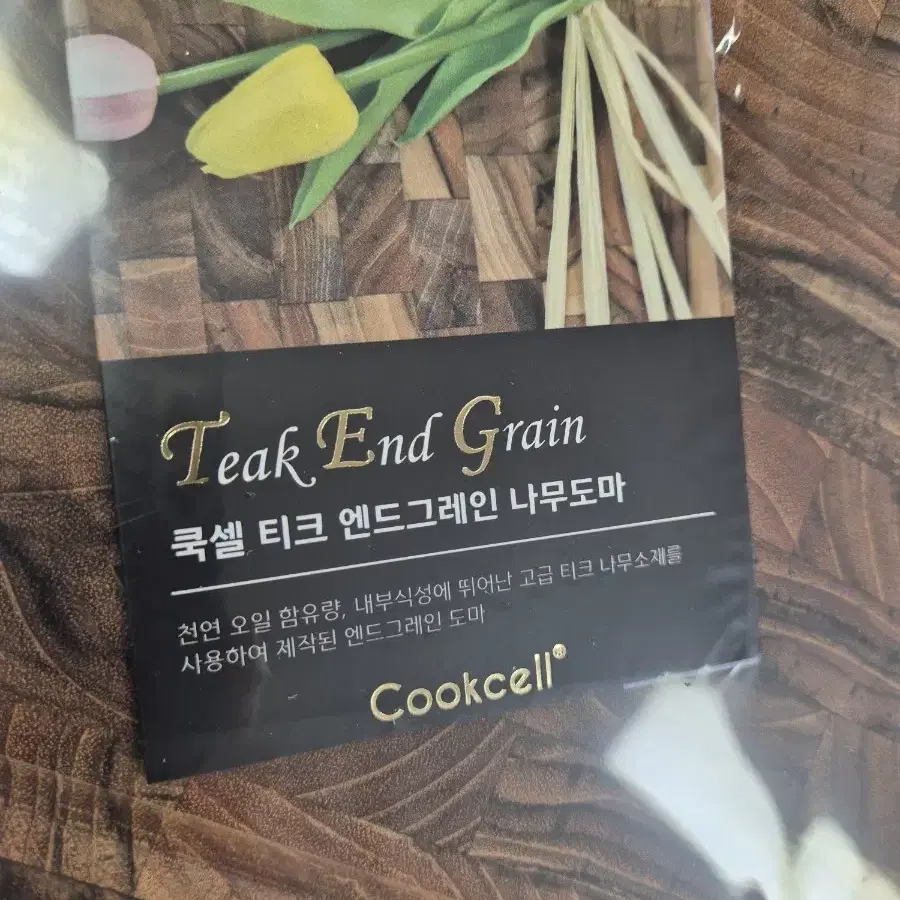 Teak End Grain
쿡셀 티크 엔드그레인 나무도마
천연 오일 함유량, 내부식성에 뛰어난 고급 티크 나무소재를
사용하여 제작된 엔드그레인 도마
Cookcell®